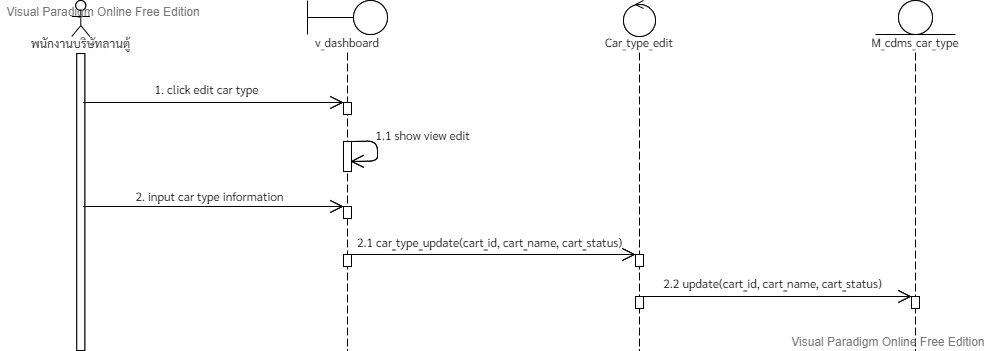 Visual Paradigm Online Free Edition
พนักงานบริษัทลานตู้
v_dashboard
Car_type_edit
M_cdms_car_type
1. click edit car type
1.1 show view edit
2. input car type information
2.1 car_type_update(cart_id, cart_name, cart_status)
2.2 update(cart_id, cart_name, cart_status)
Visual Paradigm Online Free Edition